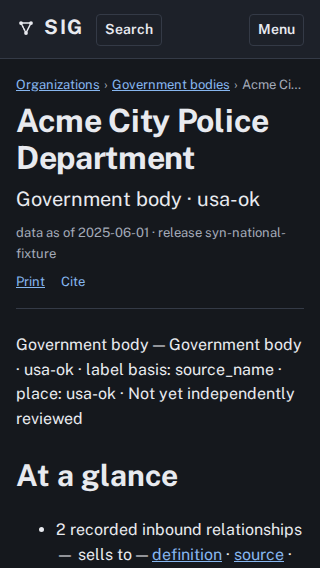 SIG Search Menu
Organizations › Government bodies › Acme Ci...
Acme City Police
Department
Government body · usa-ok
data as of 2025-06-01 · release syn-national-
fixture
Print Cite
Government body — Government body
· usa-ok · label basis: source_name ·
place: usa-ok · Not yet independently
reviewed
At a glance
• 2 recorded inbound relationships
— sells to — definition · source ·